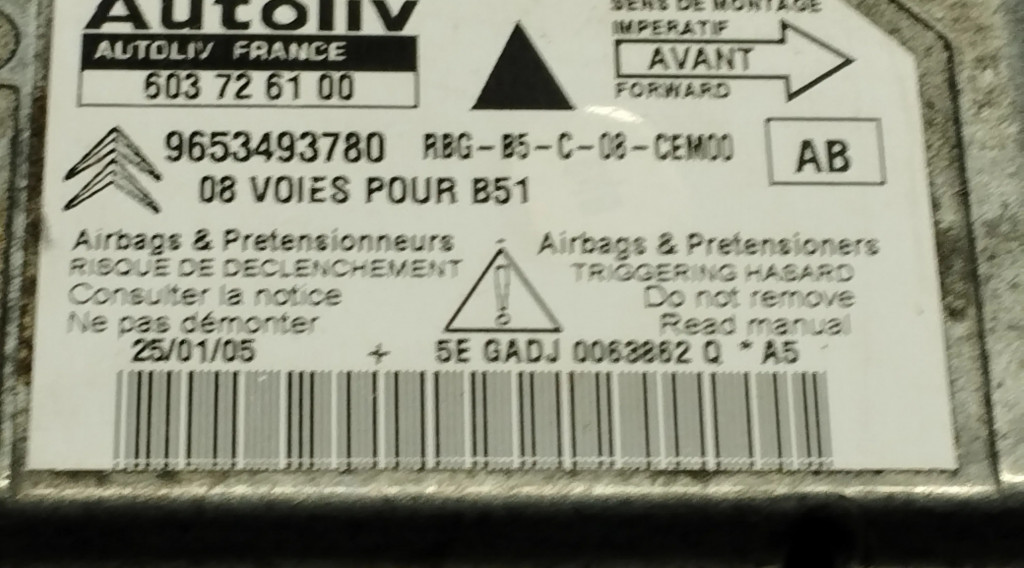 Autoliv
AUTOLIV FRANCE
603 72 61 00
SENS DE MONTAGE
IMPERATIF
AVANT
FORWARD
9653493780 RBG-B5-C-08-CEM00
AB
08 VOIES POUR B51
Airbags & Pretensionneurs
RISQUE DE DECLENCHEMENT
Consulter la notice
Ne pas démonter
!
Airbags & Pretensioners
TRIGGERING HASARD
Do not remove
Read manual
25/01/05 + 5E GADJ 0063862 Q * A5